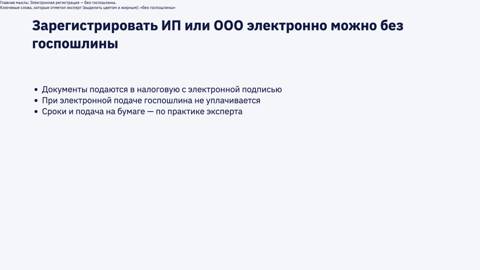 Главная мысль: Электронная регистрация — без госпошлины.
Ключевые слова, которые отметил эксперт (выделить цветом и жирным): «без госпошлины»
Зарегистрировать ИП или ООО электронно можно без
госпошлины
• Документы подаются в налоговую с электронной подписью
• При электронной подаче госпошлина не уплачивается
• Сроки и подача на бумаге — по практике эксперта